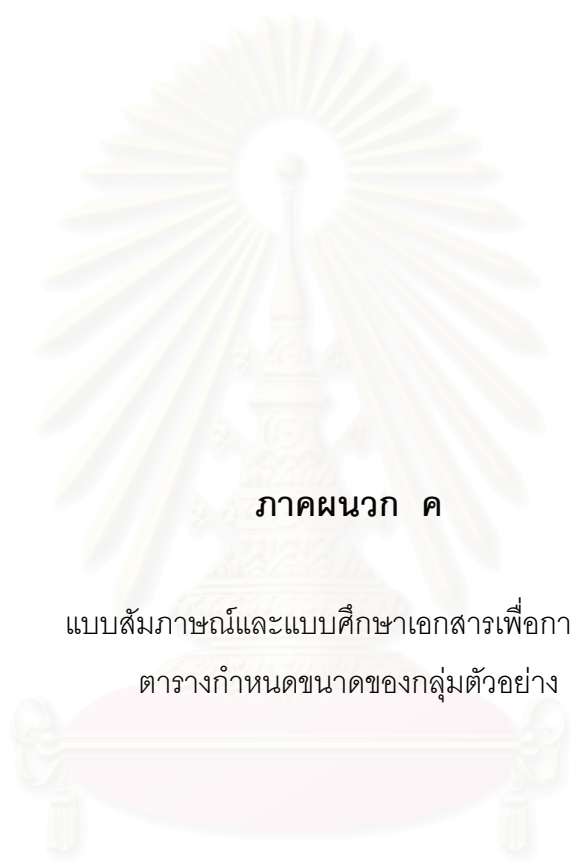 ภาคผนวก ค
แบบสัมภาษณ์และแบบศึกษาเอกสารเพื่อกา
ตารางกำหนดขนาดของกลุ่มตัวอย่าง